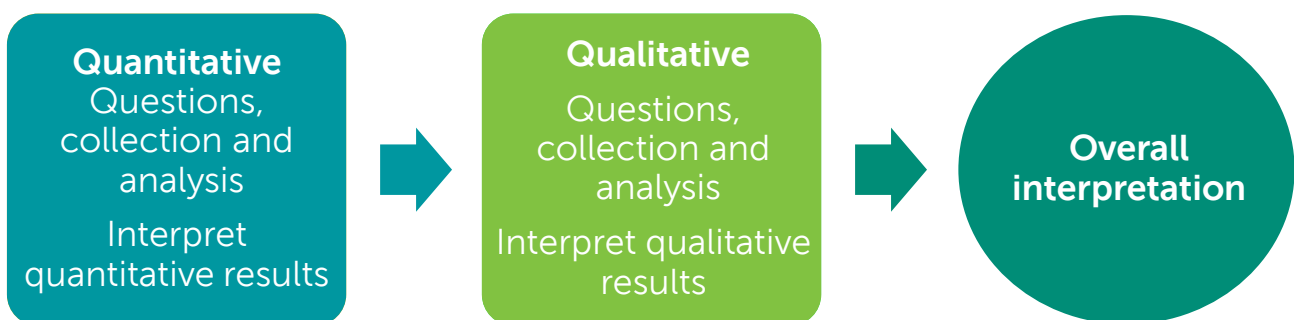 Quantitative
Questions,
collection and
analysis
Interpret
quantitative results
Qualitative
Questions,
collection and
analysis
Interpret qualitative
results
Overall
interpretation